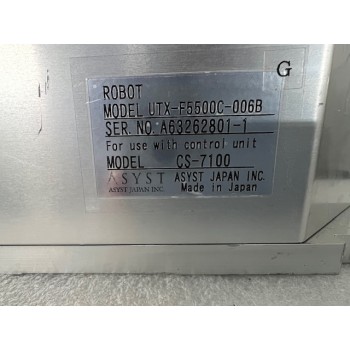 G
ROBOT
MODEL UTX-F5500C-006B
SER. NO. A63262801-1
For use with control unit
MODEL CS-7100
ASYST ASYST JAPAN INC.
ASYST JAPAN INC. Made in Japan